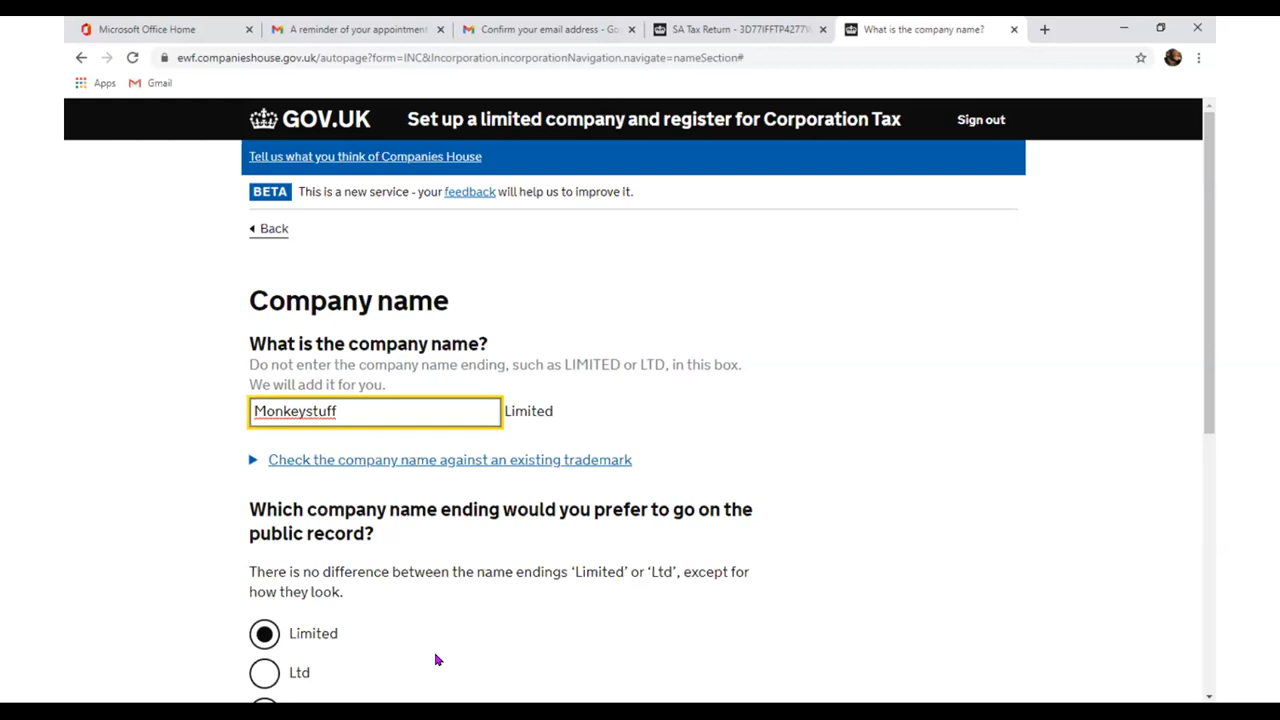 Microsoft Office Home
A reminder of your appointment
Confirm your email address - Go
SA Tax Return - 3D77IFFTP4277V
What is the company name?
ewf.companieshouse.gov.uk/autopage?form=INC&Incorporation.incorporationNavigation.navigate=nameSection#
Apps Gmail
GOV.UK Set up a limited company and register for Corporation Tax Sign out
Tell us what you think of Companies House
BETA This is a new service - your feedback will help us to improve it.
Back
Company name
What is the company name?
Do not enter the company name ending, such as LIMITED or LTD, in this box.
We will add it for you.
Monkeystuff Limited
Check the company name against an existing trademark
Which company name ending would you prefer to go on the
public record?
There is no difference between the name endings ‘Limited’ or ‘Ltd’, except for
how they look.
Limited
Ltd